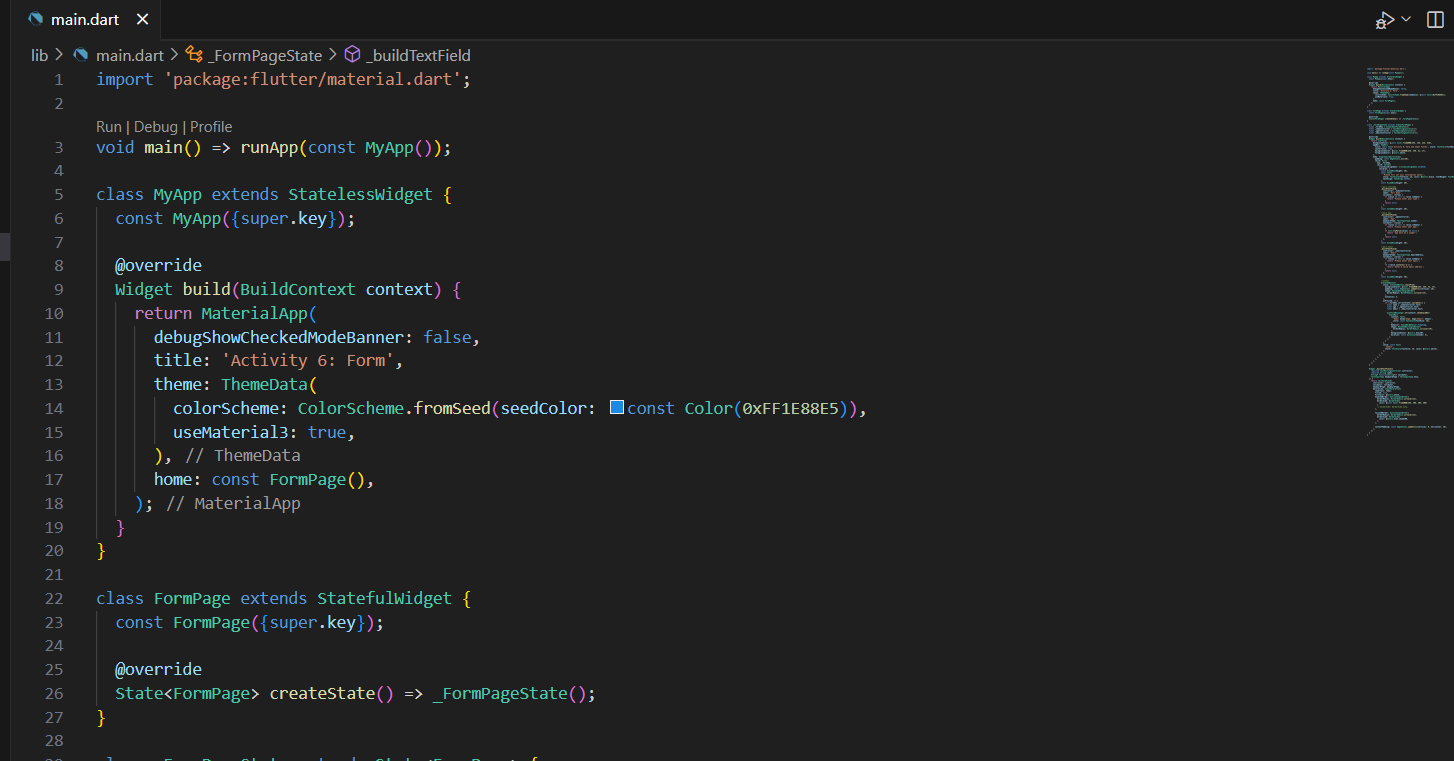 main.dart
lib > main.dart > _FormPageState > _buildTextField
1 import 'package:flutter/material.dart';
2
Run | Debug | Profile
3 void main() => runApp(const MyApp());
4
5 class MyApp extends StatelessWidget {
6   const MyApp({super.key});
7
8   @override
9   Widget build(BuildContext context) {
10     return MaterialApp(
11       debugShowCheckedModeBanner: false,
12       title: 'Activity 6: Form',
13       theme: ThemeData(
14         colorScheme: ColorScheme.fromSeed(seedColor: const Color(0xFF1E88E5)),
15         useMaterial3: true,
16       ), // ThemeData
17       home: const FormPage(),
18     ); // MaterialApp
19   }
20 }
21
22 class FormPage extends StatefulWidget {
23   const FormPage({super.key});
24
25   @override
26   State<FormPage> createState() => _FormPageState();
27 }
28